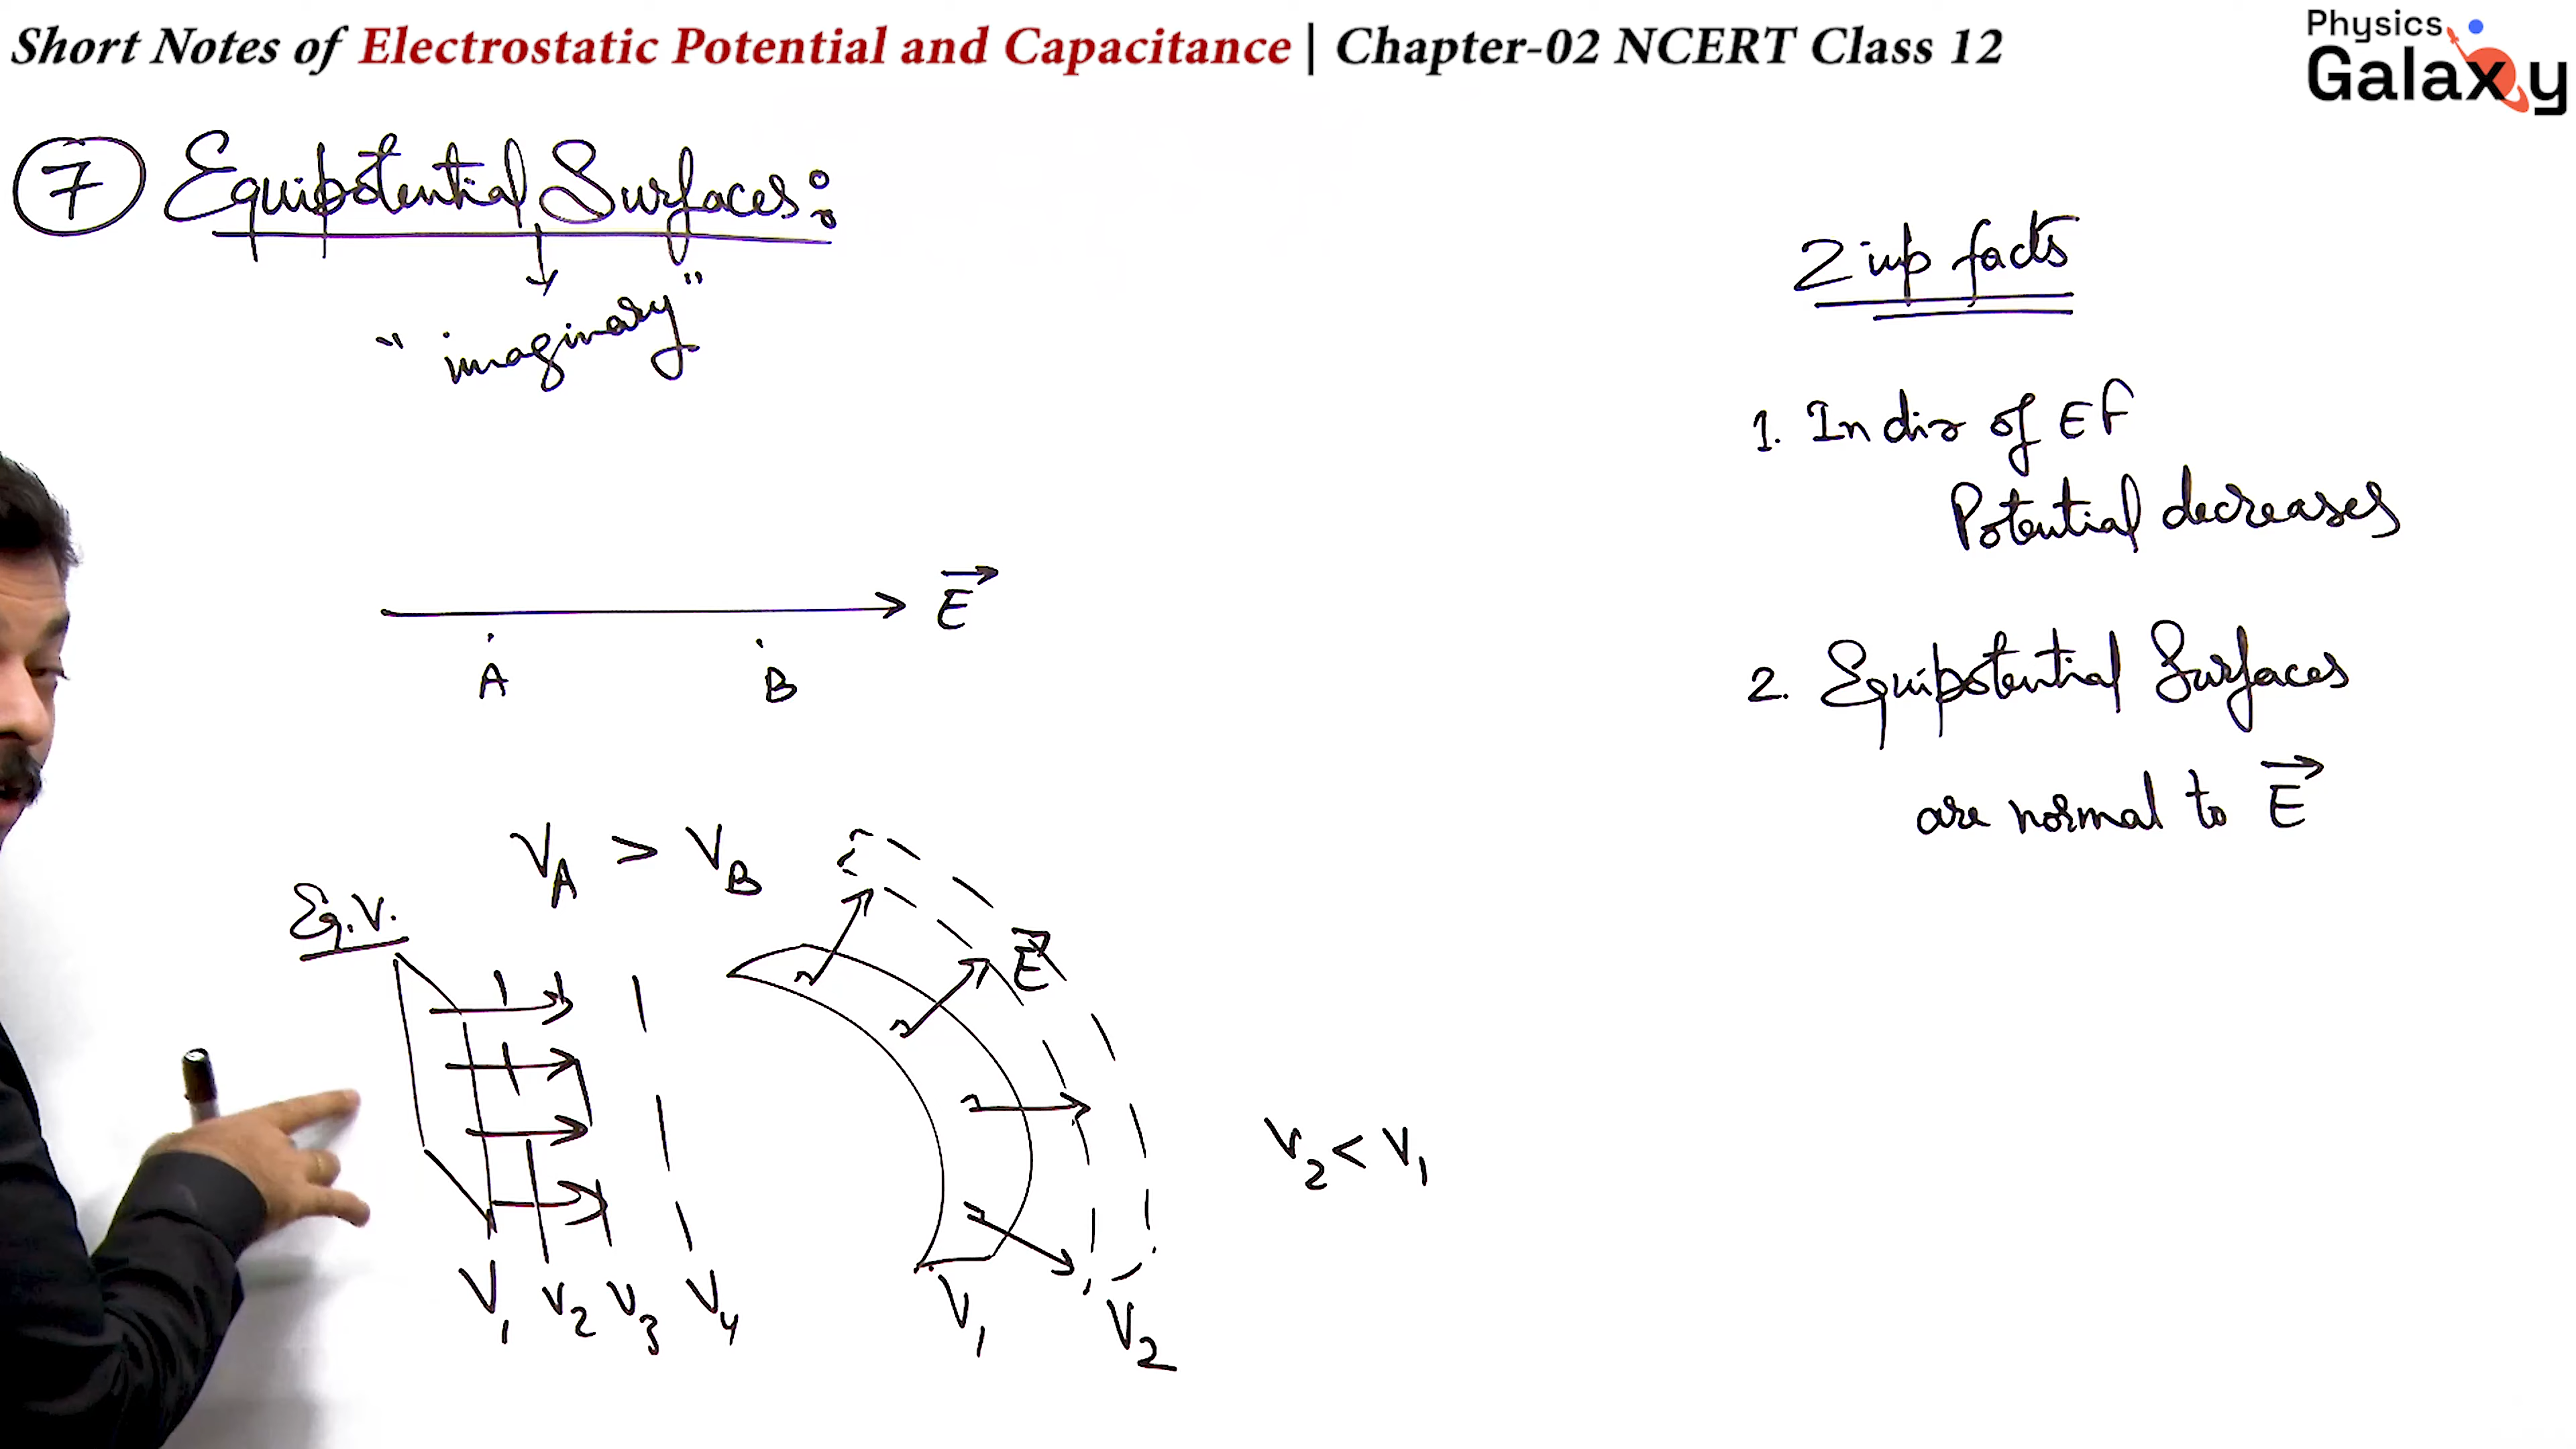 Short Notes of Electrostatic Potential and Capacitance | Chapter-02 NCERT Class 12
Physics
Galaxy
7 Equipotential Surfaces:
"imaginary"
E
A B
VA > VB
Eq.V.
E
V1 V2 V3 V4
V1
V2
V2 < V1
2 imp facts
1. In dir of EF
Potential decreases
2. Equipotential Surfaces
are normal to E